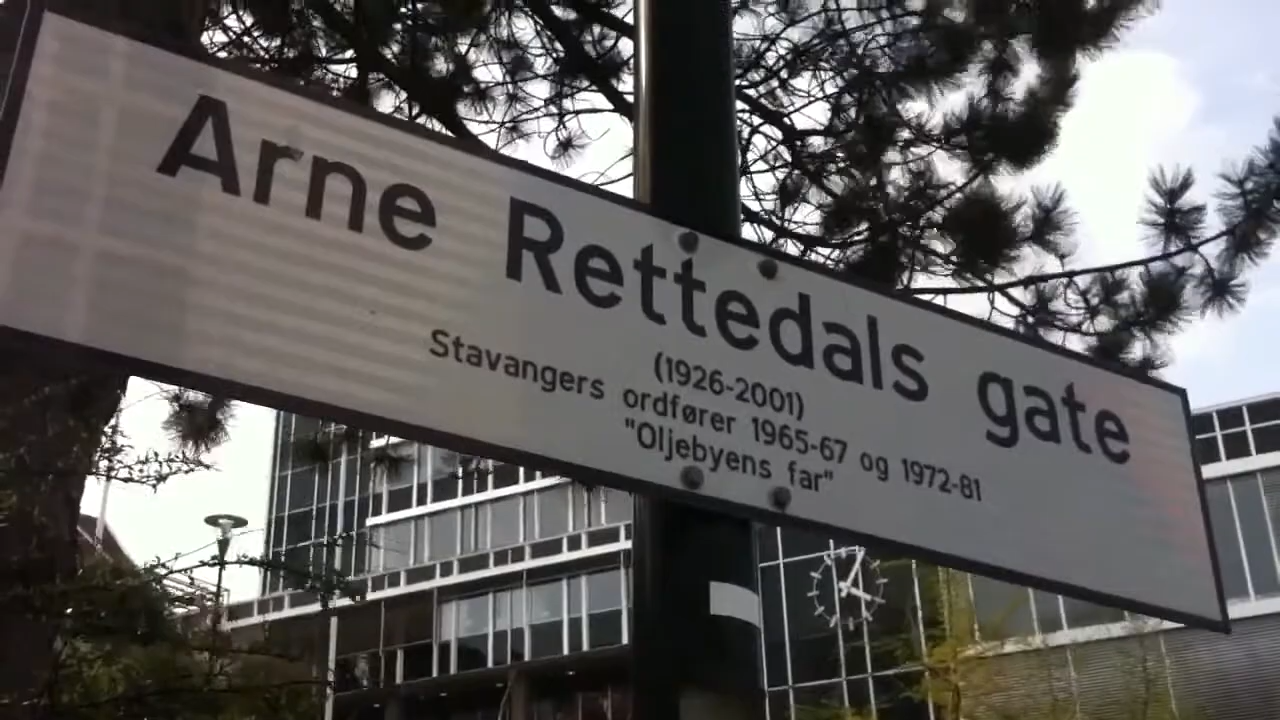 Arne Rettedals gate
(1926-2001)
Stavangers ordfører 1965-67 og 1972-81
"Oljebyens far"